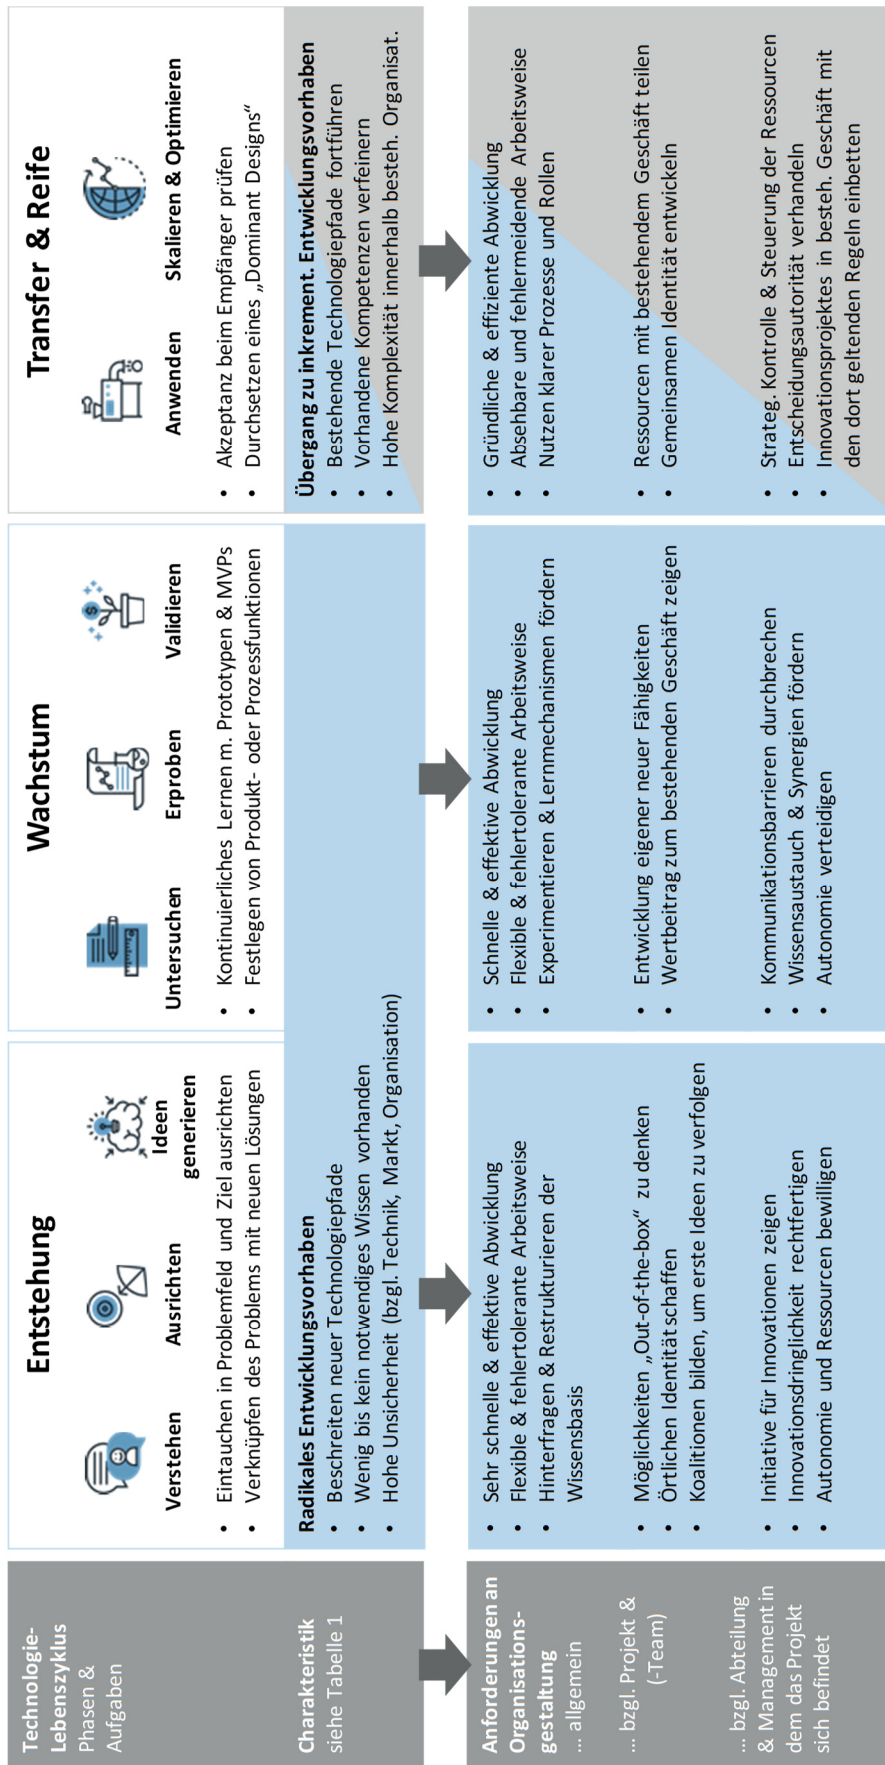 Technologie-
Lebenszyklus
Phasen &
Aufgaben
Charakteristik
siehe Tabelle 1
Anforderungen an
Organisations-
gestaltung
... allgemein
... bzgl. Projekt &
(-Team)
... bzgl. Abteilung
& Management in
dem das Projekt
sich befindet
Entstehung
Verstehen
Ausrichten
Ideen
generieren
• Eintauchen in Problemfeld und Ziel ausrichten
• Verknüpfen des Problems mit neuen Lösungen
Radikales Entwicklungsvorhaben
• Beschreiten neuer Technologiepfade
• Wenig bis kein notwendiges Wissen vorhanden
• Hohe Unsicherheit (bzgl. Technik, Markt, Organisation)
• Sehr schnelle & effektive Abwicklung
• Flexible & fehlertolerante Arbeitsweise
• Hinterfragen & Restrukturieren der
Wissensbasis
• Möglichkeiten „Out-of-the-box“ zu denken
• Örtlichen Identität schaffen
• Koalitionen bilden, um erste Ideen zu verfolgen
• Initiative für Innovationen zeigen
• Innovationsdringlichkeit rechtfertigen
• Autonomie und Ressourcen bewilligen
Wachstum
Untersuchen
Erproben
Validieren
• Kontinuierliches Lernen m. Prototypen & MVPs
• Festlegen von Produkt- oder Prozessfunktionen
• Schnelle & effektive Abwicklung
• Flexible & fehlertolerante Arbeitsweise
• Experimentieren & Lernmechanismen fördern
• Entwicklung eigener neuer Fähigkeiten
• Wertbeitrag zum bestehenden Geschäft zeigen
• Kommunikationsbarrieren durchbrechen
• Wissensaustauch & Synergien fördern
• Autonomie verteidigen
Transfer & Reife
Anwenden
Skalieren & Optimieren
• Akzeptanz beim Empfänger prüfen
• Durchsetzen eines „Dominant Designs“
Übergang zu inkrement. Entwicklungsvorhaben
• Bestehende Technologiepfade fortführen
• Vorhandene Kompetenzen verfeinern
• Hohe Komplexität innerhalb besteh. Organisat.
• Gründliche & effiziente Abwicklung
• Absehbare und fehlermeidende Arbeitsweise
• Nutzen klarer Prozesse und Rollen
• Ressourcen mit bestehendem Geschäft teilen
• Gemeinsamen Identität entwickeln
• Strateg. Kontrolle & Steuerung der Ressourcen
• Entscheidungsautorität verhandeln
• Innovationsprojektes in besteh. Geschäft mit
den dort geltenden Regeln einbetten